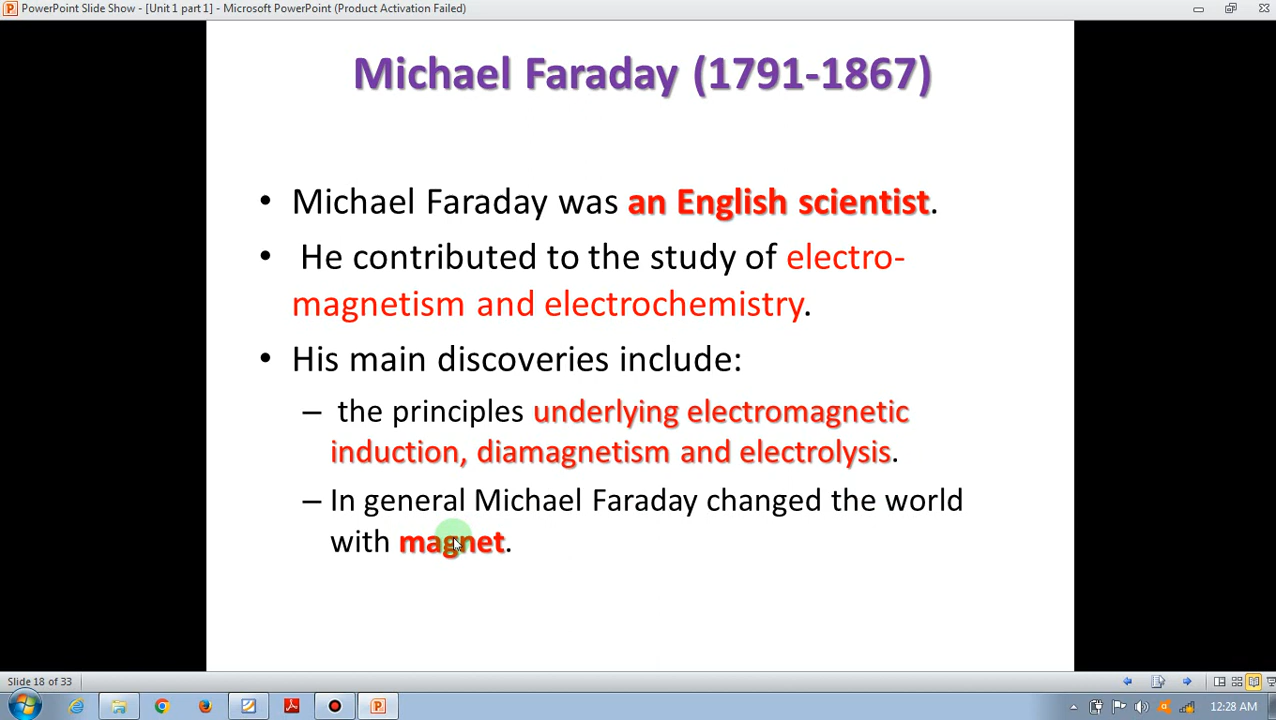 PowerPoint Slide Show - [Unit 1 part 1] - Microsoft PowerPoint (Product Activation Failed)
Michael Faraday (1791-1867)
• Michael Faraday was an English scientist.
• He contributed to the study of electro-
magnetism and electrochemistry.
• His main discoveries include:
– the principles underlying electromagnetic
induction, diamagnetism and electrolysis.
– In general Michael Faraday changed the world
with magnet.
Slide 18 of 33
12:28 AM